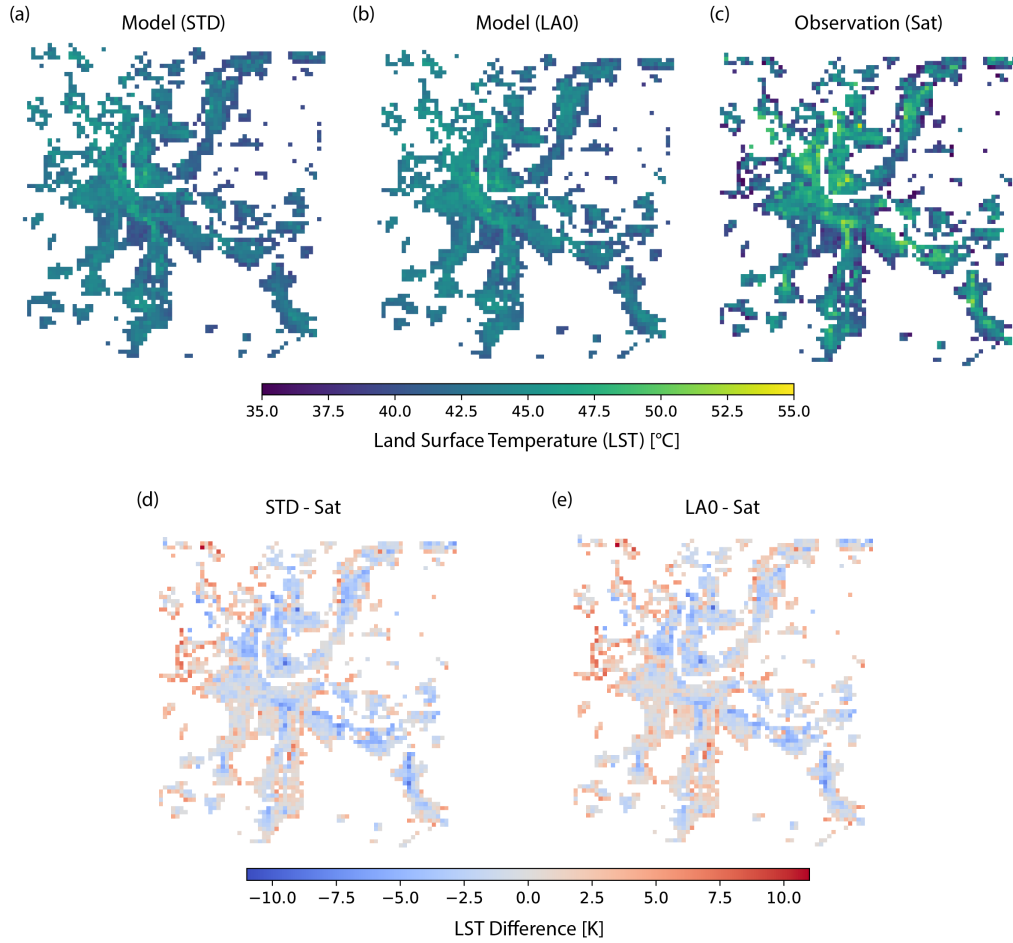 (a) Model (STD)
(b) Model (LA0)
(c) Observation (Sat)
35.0 37.5 40.0 42.5 45.0 47.5 50.0 52.5 55.0
Land Surface Temperature (LST) [°C]
(d) STD - Sat
(e) LA0 - Sat
−10.0 −7.5 −5.0 −2.5 0.0 2.5 5.0 7.5 10.0
LST Difference [K]